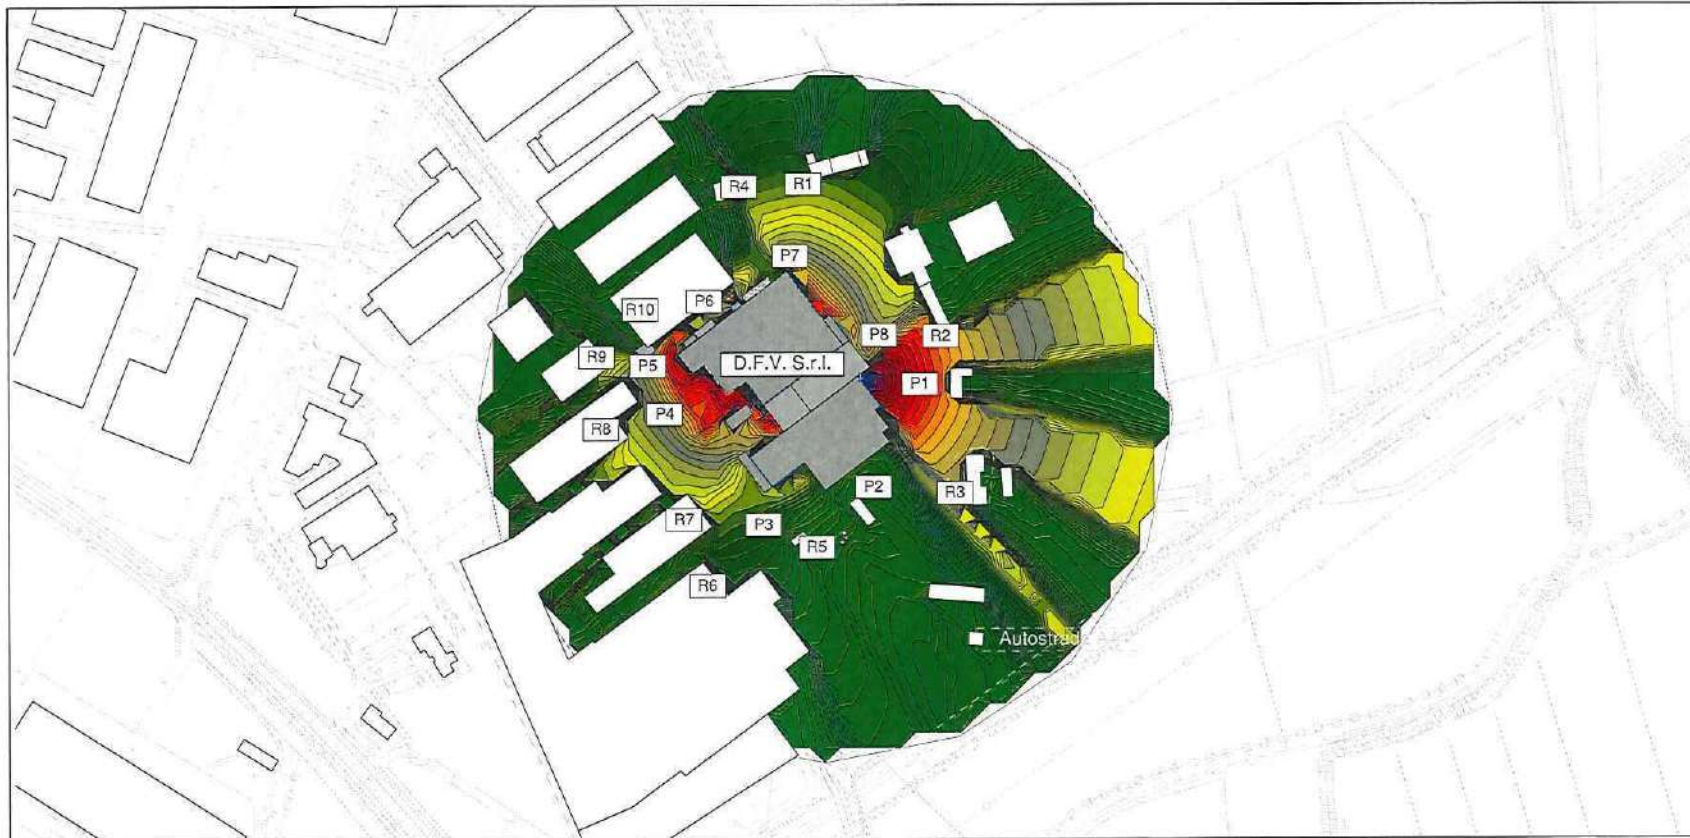 R4
R1
P7
R10
P6
P8
R2
R9
P5
D.F.V. S.r.l.
P1
P4
R8
P2
R3
R7
P3
R5
R6
Autostrad